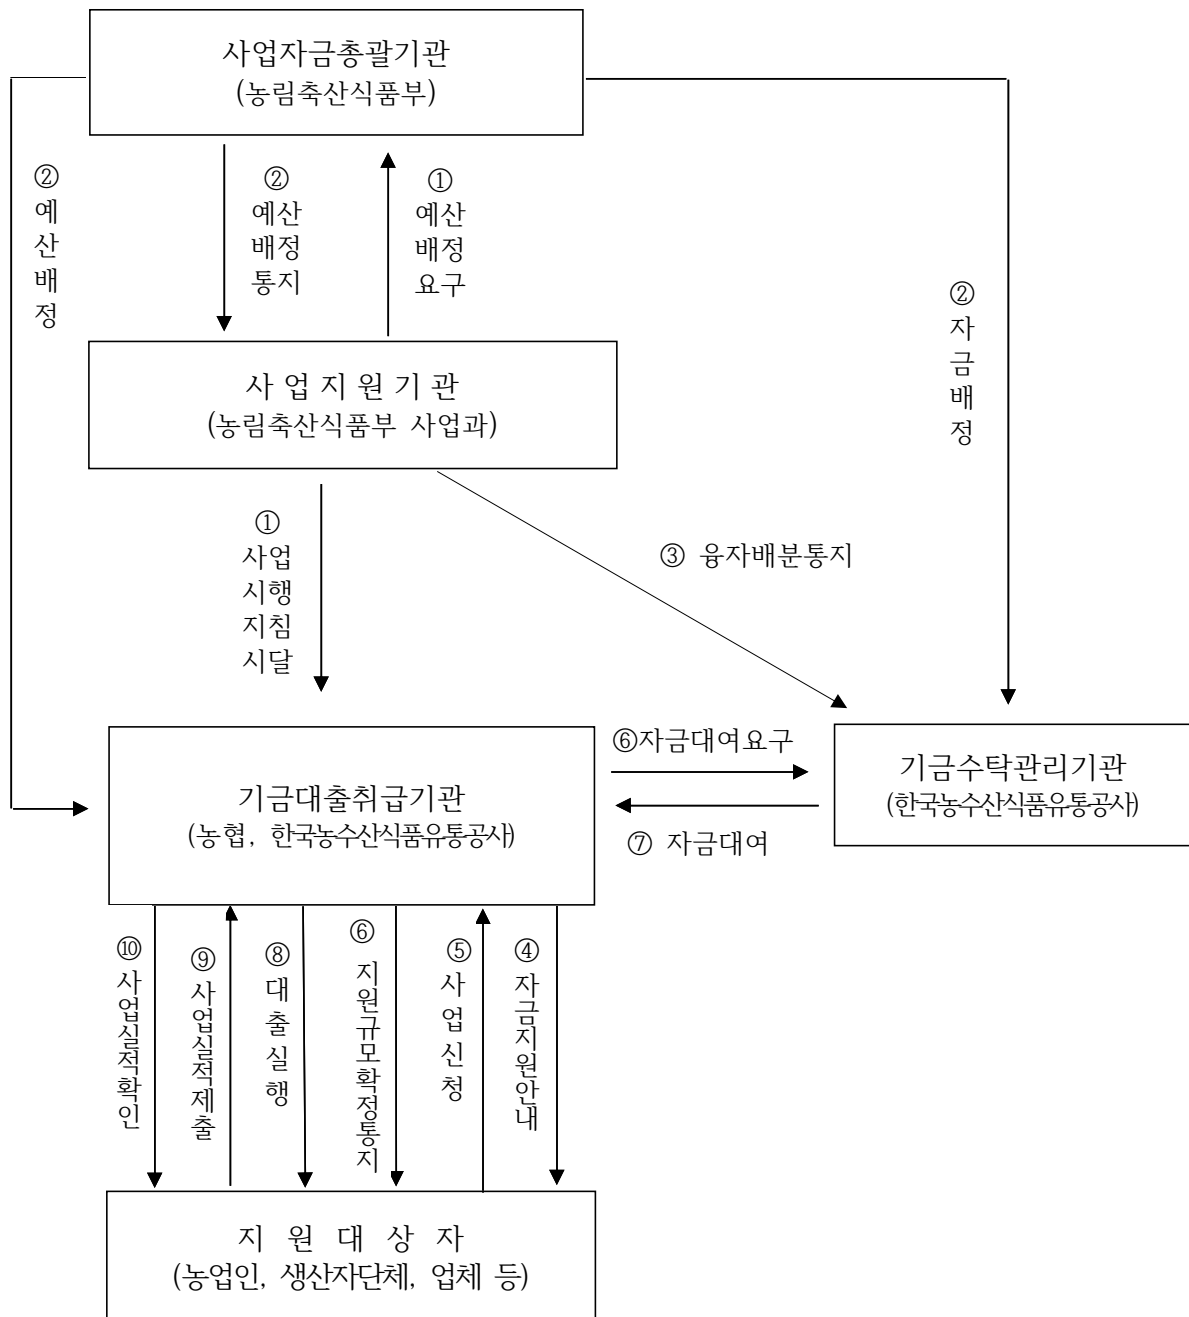 사업자금총괄기관
(농림축산식품부)
②
예
산
배
정
②
예산
배정
통지
①
예산
배정
요구
②
자
금
배
정
사 업 지 원 기 관
(농림축산식품부 사업과)
①
사업
시행
지침
시달
③ 융자배분통지
기금대출취급기관
(농협, 한국농수산식품유통공사)
⑥자금대여요구
⑦ 자금대여
기금수탁관리기관
(한국농수산식품유통공사)
⑩
사
업
실
적
확
인
⑨
사
업
실
적
제
출
⑧
대
출
실
행
⑥
지
원
규
모
확
정
통
지
⑤
사
업
신
청
④
자
금
지
원
안
내
지 원 대 상 자
(농업인, 생산자단체, 업체 등)